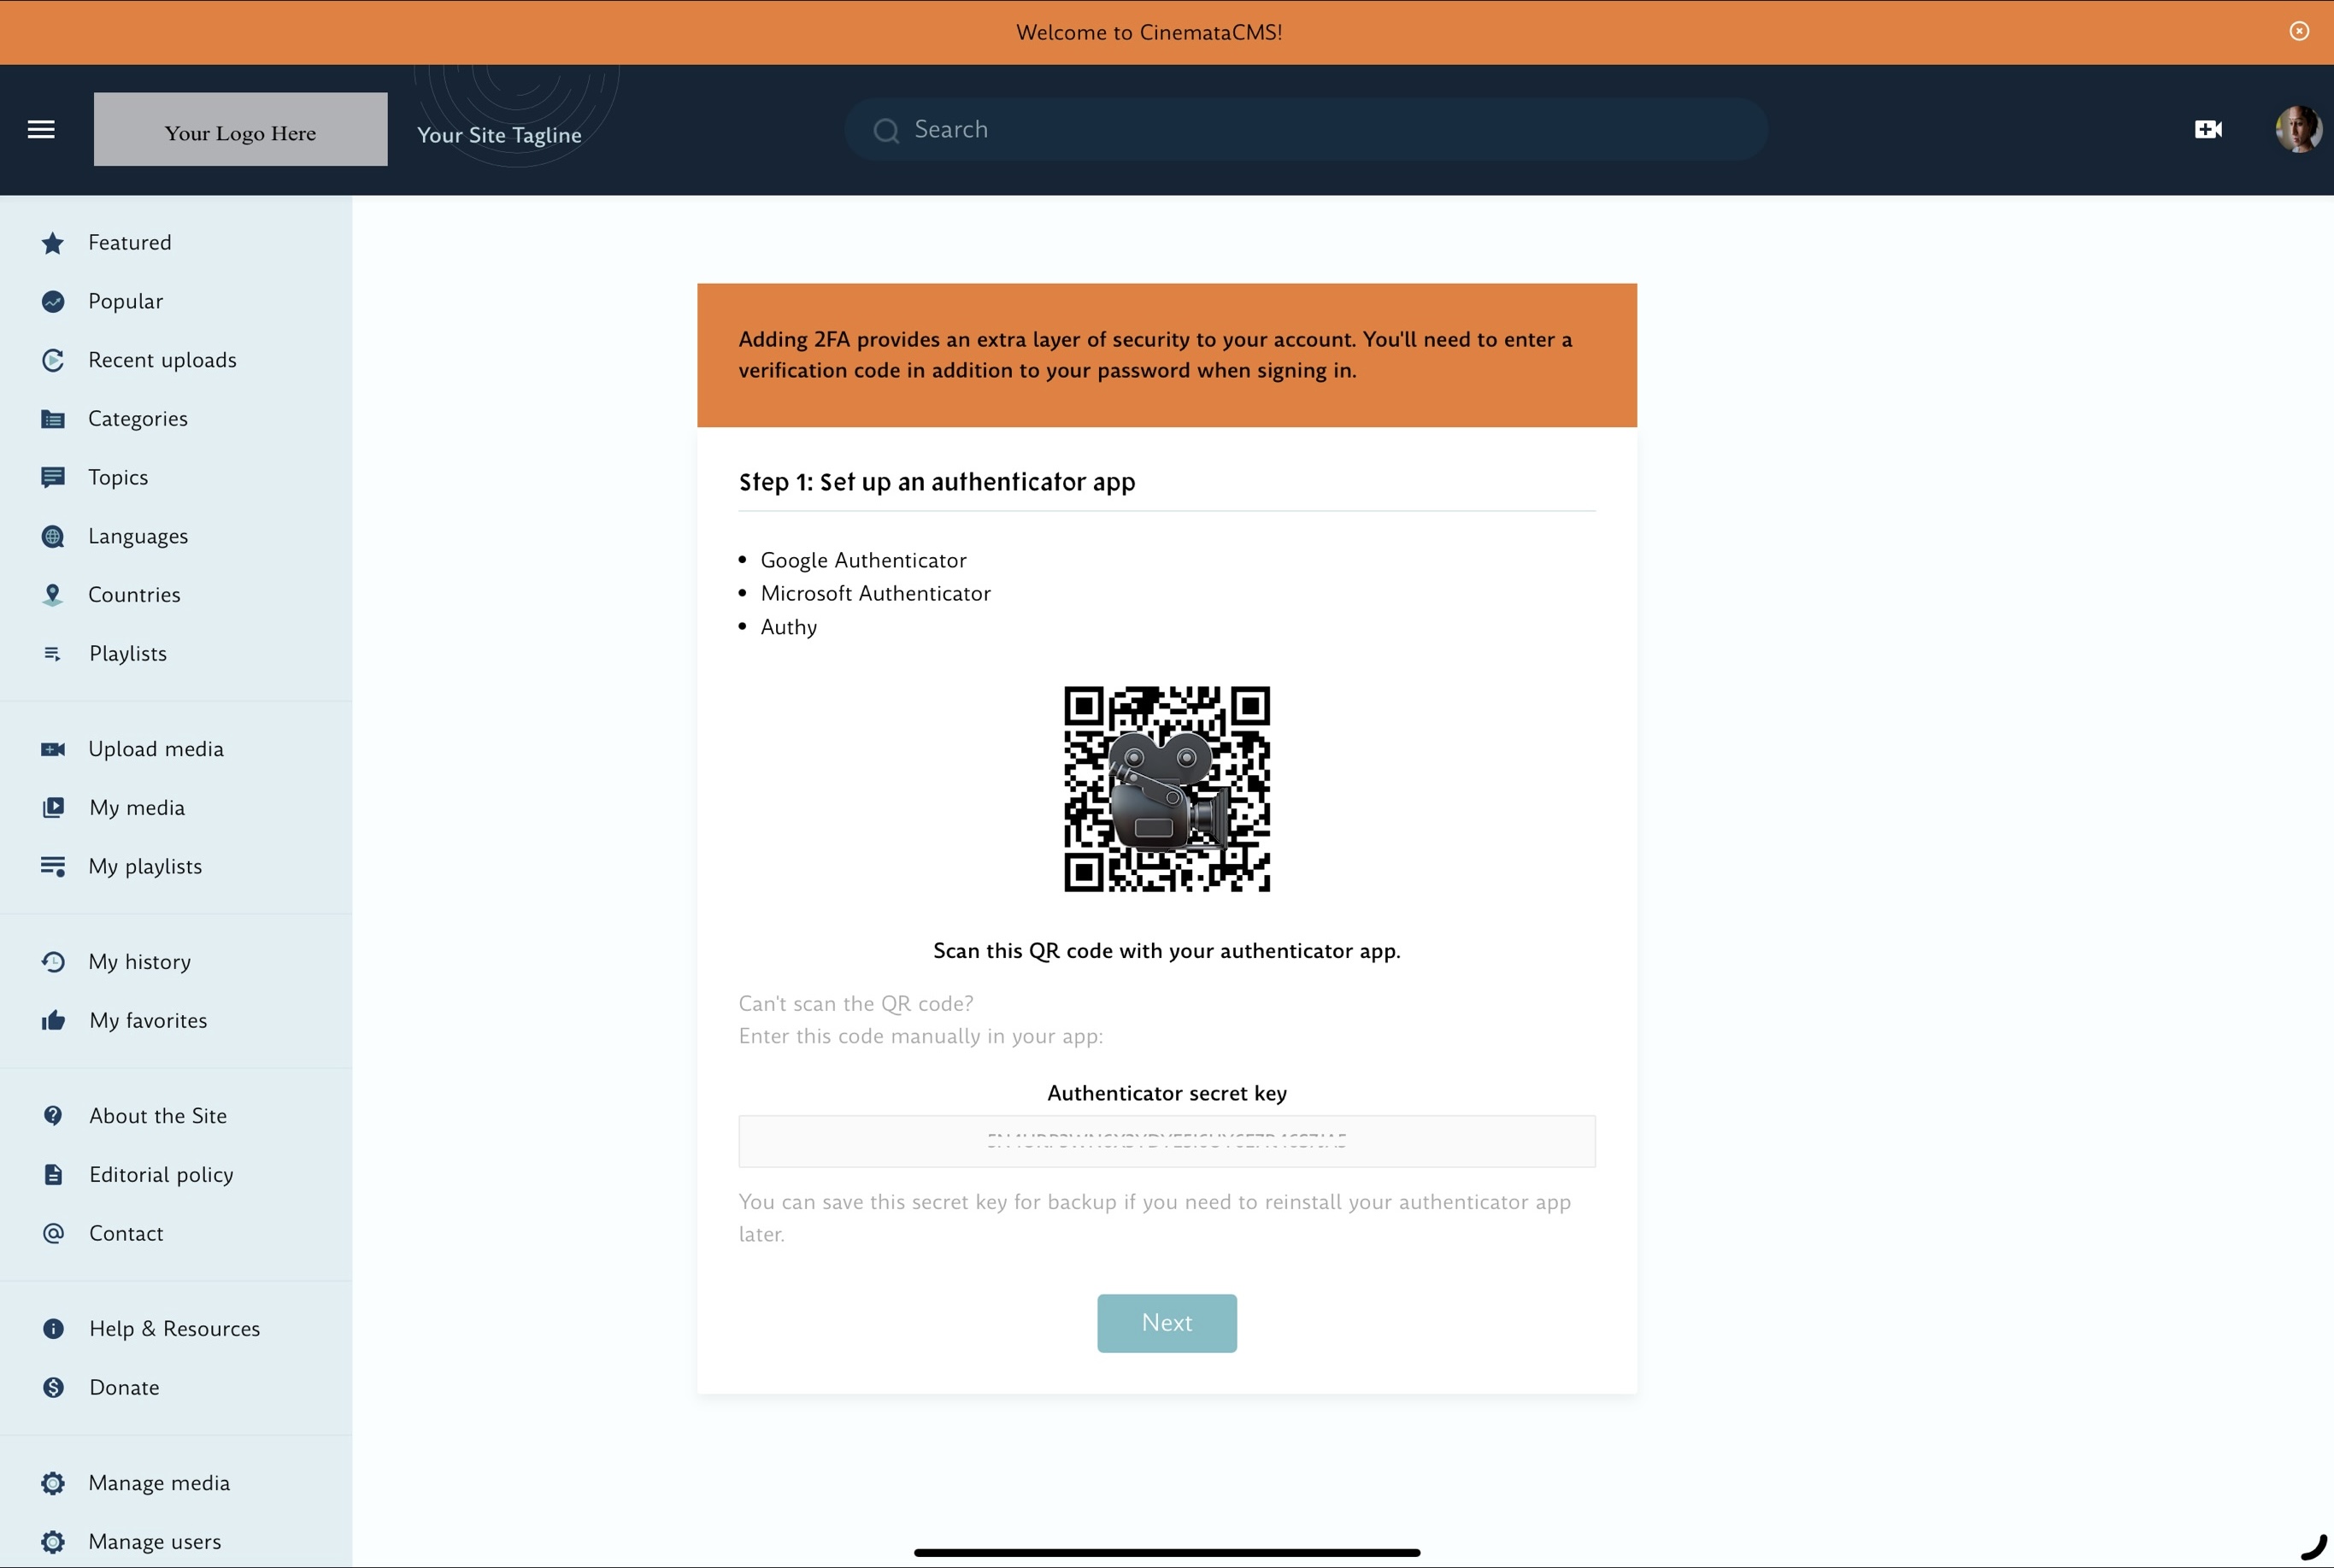 Welcome to CinemataCMS!
Your Logo Here
Your Site Tagline
Search
Featured
Popular
Recent uploads
Categories
Topics
Languages
Countries
Playlists
Upload media
My media
My playlists
My history
My favorites
About the Site
Editorial policy
Contact
Help & Resources
Donate
Manage media
Manage users
Adding 2FA provides an extra layer of security to your account. You'll need to enter a
verification code in addition to your password when signing in.
Step 1: Set up an authenticator app
Google Authenticator
Microsoft Authenticator
Authy
Scan this QR code with your authenticator app.
Can't scan the QR code?
Enter this code manually in your app:
Authenticator secret key
You can save this secret key for backup if you need to reinstall your authenticator app
later.
Next